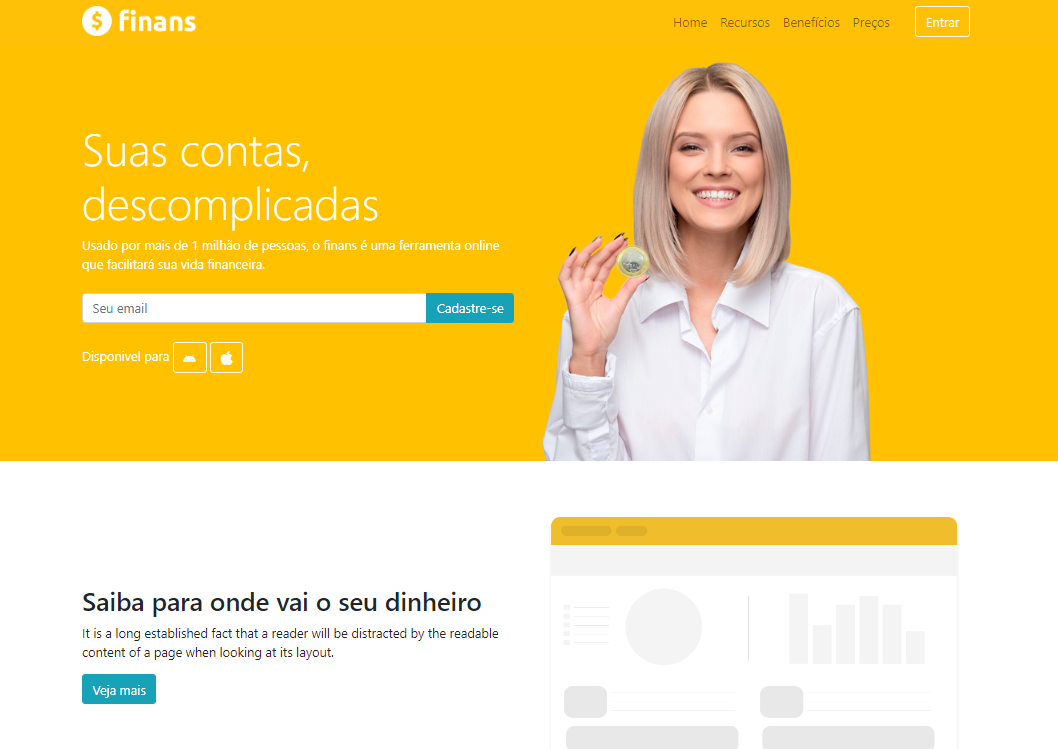 finans
Home Recursos Benefícios Preços Entrar
Suas contas,
descomplicadas
Usado por mais de 1 milhão de pessoas, o finans é uma ferramenta online
que facilitará sua vida financeira.
Seu email Cadastre-se
Disponivel para
Saiba para onde vai o seu dinheiro
It is a long established fact that a reader will be distracted by the readable
content of a page when looking at its layout.
Veja mais